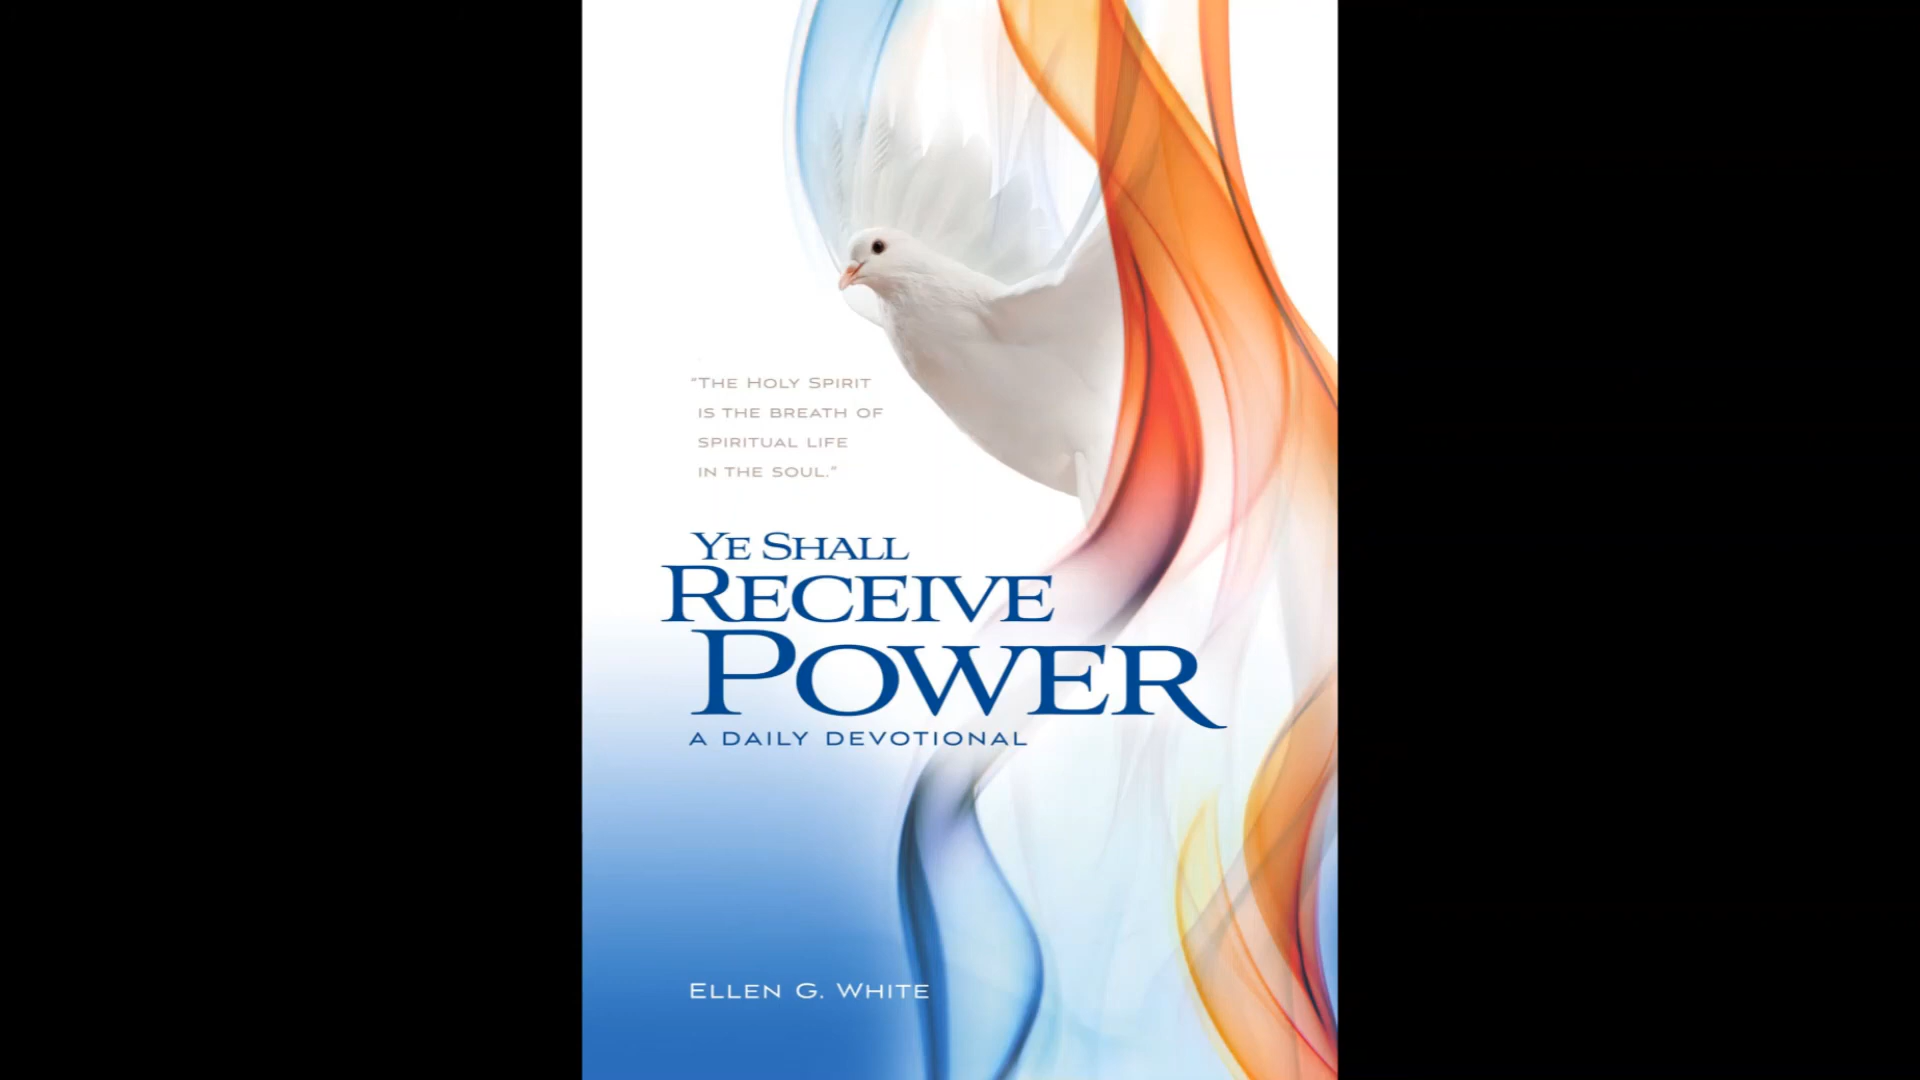 “The Holy Spirit
is the breath of
spiritual life
in the soul.”
Ye Shall
Receive
Power
A Daily Devotional
Ellen G. White